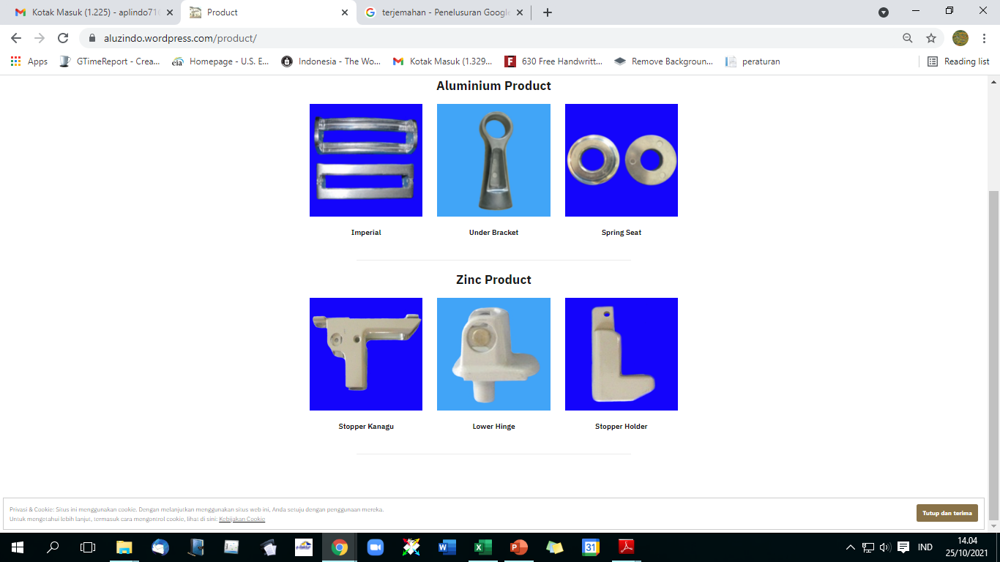 Kotak Masuk (1.225) - aplindo71
Product
terjemahan - Penelusuran Google
aluzindo.wordpress.com/product/
Apps
GTimeReport - Crea...
eia
Homepage - U.S. E...
Indonesia - The Wo...
Kotak Masuk (1.329...
F
630 Free Handwritt...
Remove Backgroun...
peraturan
Reading list
Aluminium Product
Imperial
Under Bracket
Spring Seat
Zinc Product
Stopper Kanagu
Lower Hinge
Stopper Holder
Privasi & Cookie: Situs ini menggunakan cookie. Dengan melanjutkan menggunakan situs web ini, Anda setuju dengan penggunaan mereka.
Untuk mengetahui lebih lanjut, termasuk cara mengontrol cookie, lihat di sini: Kebijakan Cookie
Tutup dan terima
31
IND
14.04
25/10/2021